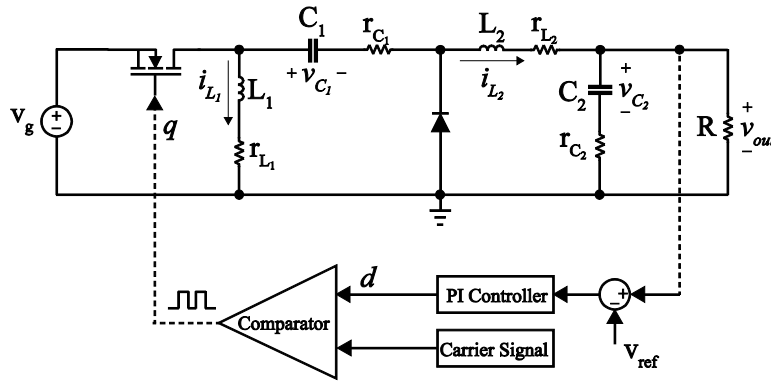 C1
rC1
L2
rL2
+ vC1 −
iL1
L1
iL2
vg
+
−
q
rL1
C2
+
vC2
−
rC2
R
+
vout
−
d
PI Controller
+
−
Comparator
Carrier Signal
vref